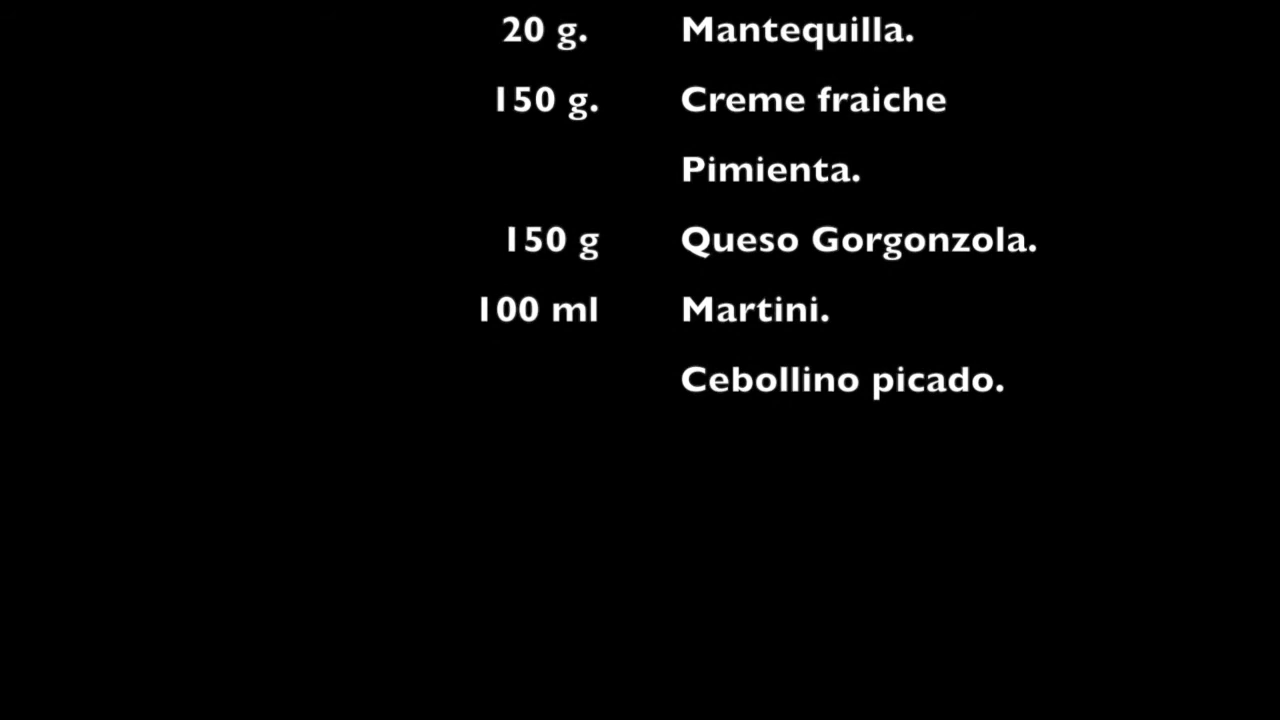 20 g. Mantequilla.
150 g. Creme fraiche
Pimienta.
150 g Queso Gorgonzola.
100 ml Martini.
Cebollino picado.